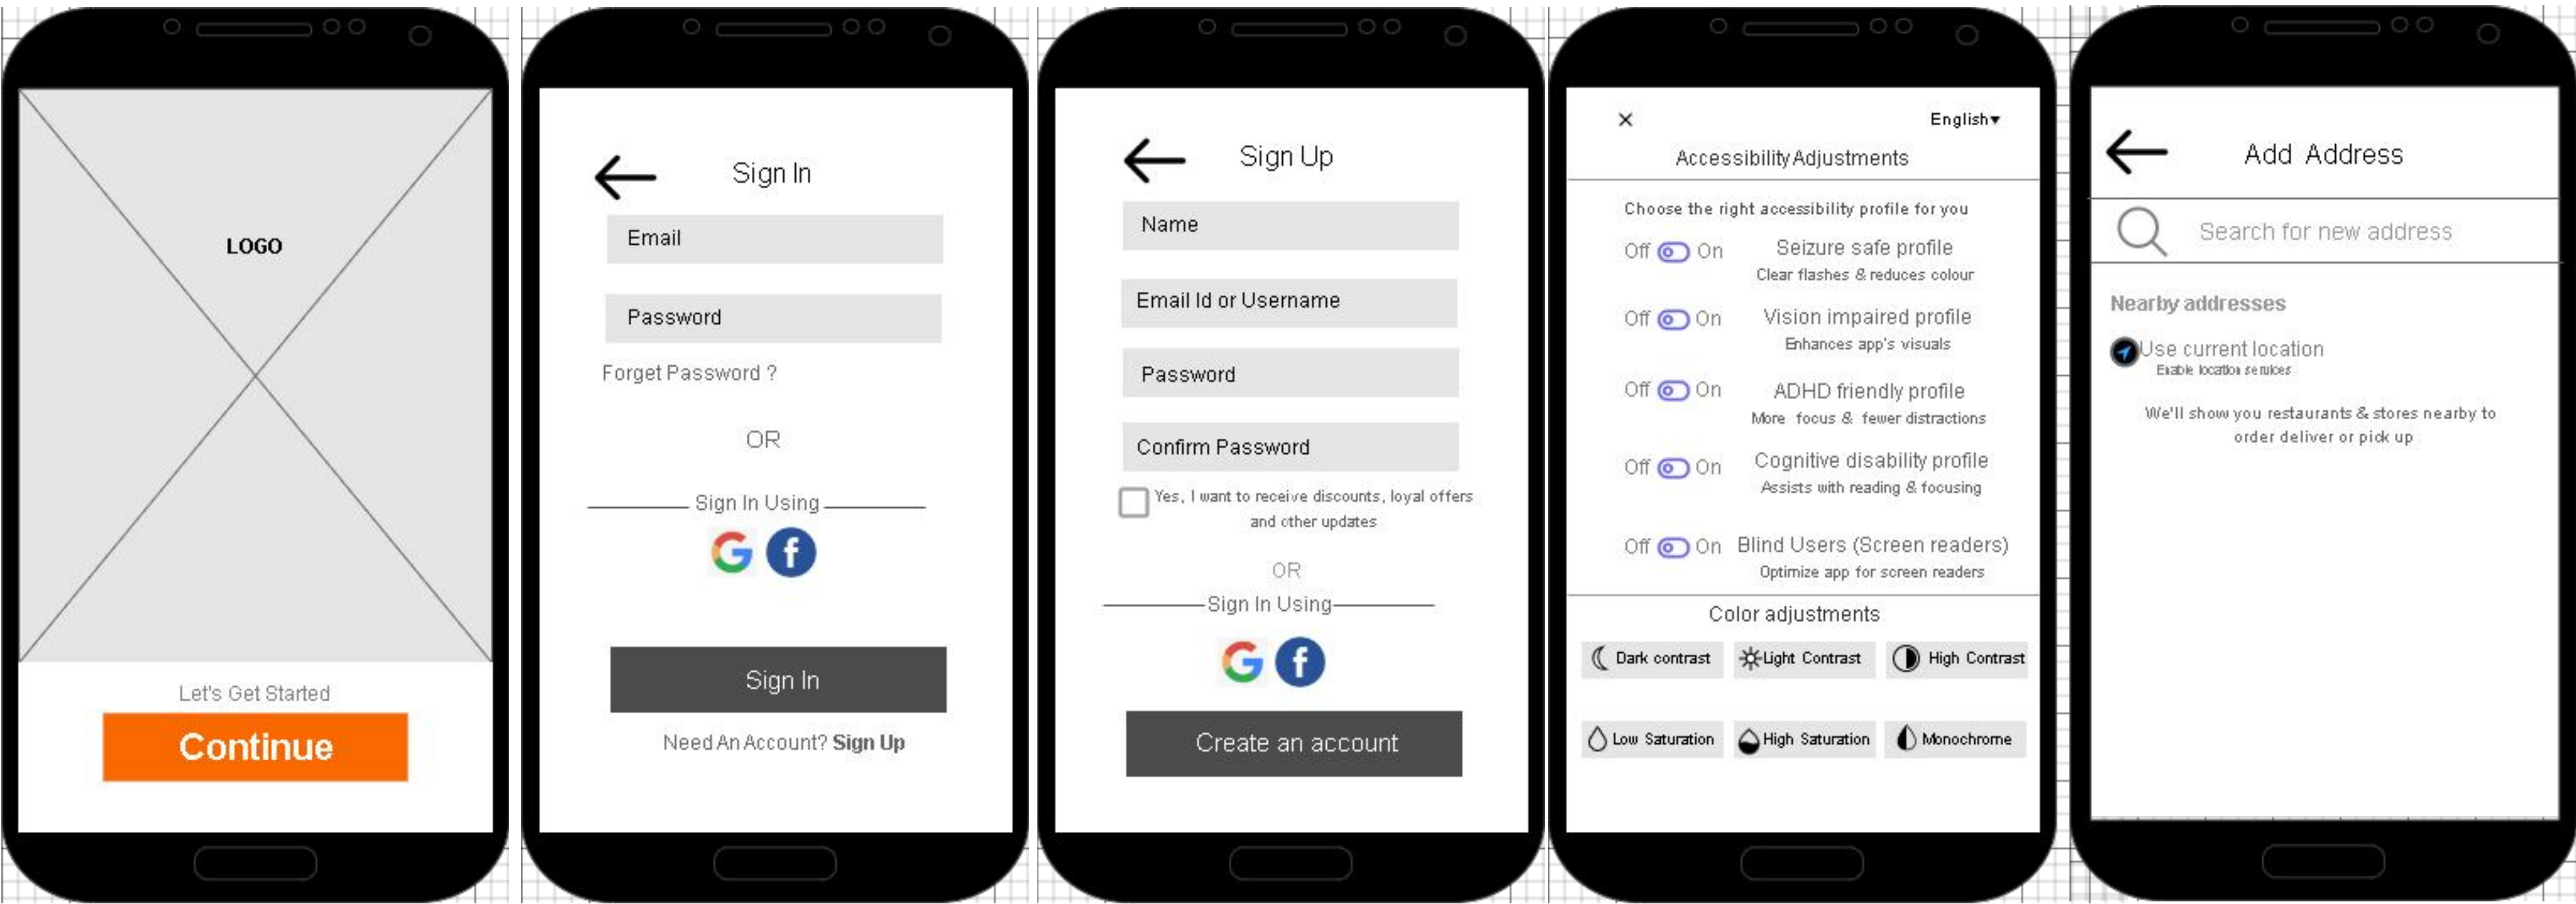 LOGO
Let's Get Started
Continue
Sign In
Email
Password
Forget Password ?
OR
Sign In Using
Sign In
Need An Account? Sign Up
Sign Up
Name
Email Id or Username
Password
Confirm Password
Yes, I want to receive discounts, loyal offers
and other updates
OR
Sign In Using
Create an account
English▾
Accessibility Adjustments
Choose the right accessibility profile for you
Off On Seizure safe profile
Clear flashes & reduces colour
Off On Vision impaired profile
Enhances app's visuals
Off On ADHD friendly profile
More focus & fewer distractions
Off On Cognitive disability profile
Assists with reading & focusing
Off On Blind Users (Screen readers)
Optimize app for screen readers
Color adjustments
Dark contrast Light Contrast High Contrast
Low Saturation High Saturation Monochrome
Add Address
Search for new address
Nearby addresses
Use current location
Enable location services
We'll show you restaurants & stores nearby to
order deliver or pick up